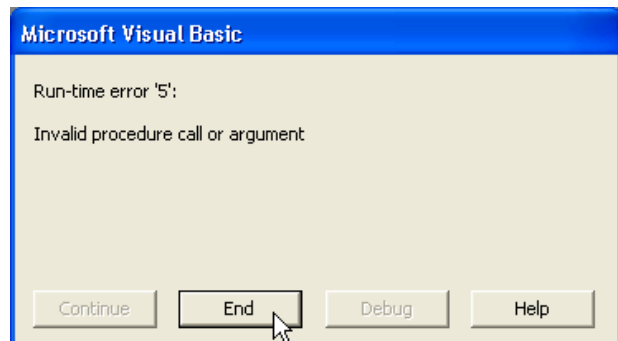 Microsoft Visual Basic
Run-time error '5':
Invalid procedure call or argument
Continue End Debug Help